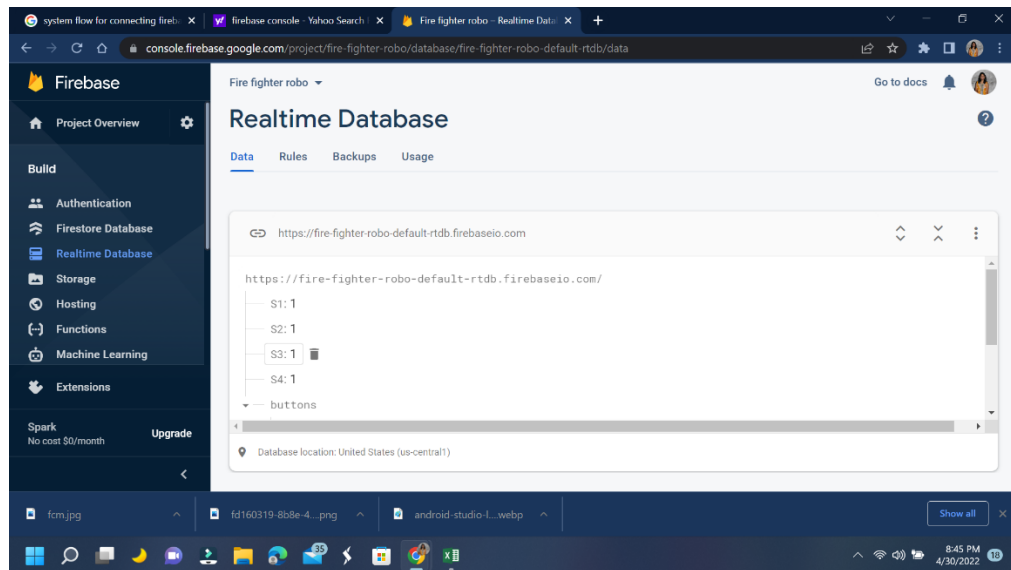 system flow for connecting fireb
firebase console - Yahoo Search
Fire fighter robo - Realtime Data
console.firebase.google.com/project/fire-fighter-robo/database/fire-fighter-robo-default-rtdb/data
Firebase
Fire fighter robo
Go to docs
Project Overview
Realtime Database
Data Rules Backups Usage
Build
Authentication
Firestore Database
Realtime Database
Storage
Hosting
Functions
Machine Learning
Extensions
Spark
No cost $0/month
Upgrade
https://fire-fighter-robo-default-rtdb.firebaseio.com
https://fire-fighter-robo-default-rtdb.firebaseio.com/
S1: 1
S2: 1
S3: 1
S4: 1
buttons
Database location: United States (us-central1)
fcm.jpg
fd160319-8b8e-4....png
android-studio-l....webp
Show all
35
8:45 PM
4/30/2022
18